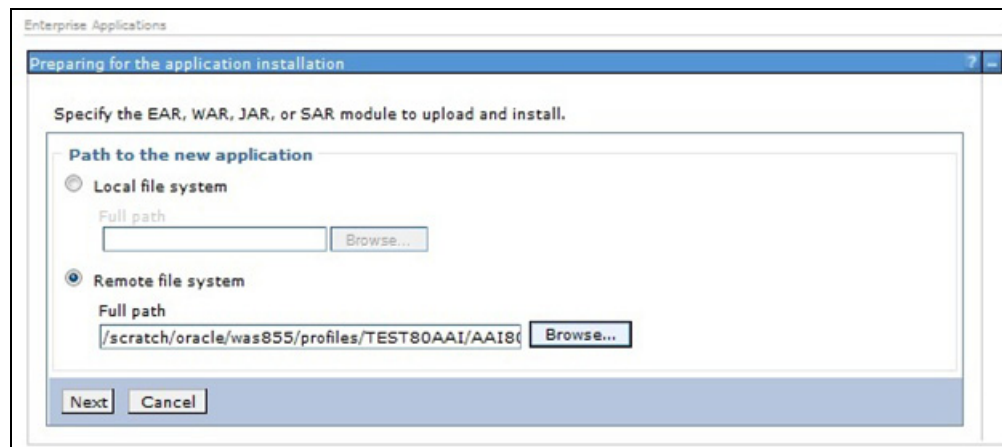 Enterprise Applications
Preparing for the application installation ? –
Specify the EAR, WAR, JAR, or SAR module to upload and install.
Path to the new application
Local file system
Full path
Browse...
Remote file system
Full path
/scratch/oracle/was855/profiles/TEST80AAI/AAI80 Browse...
Next Cancel